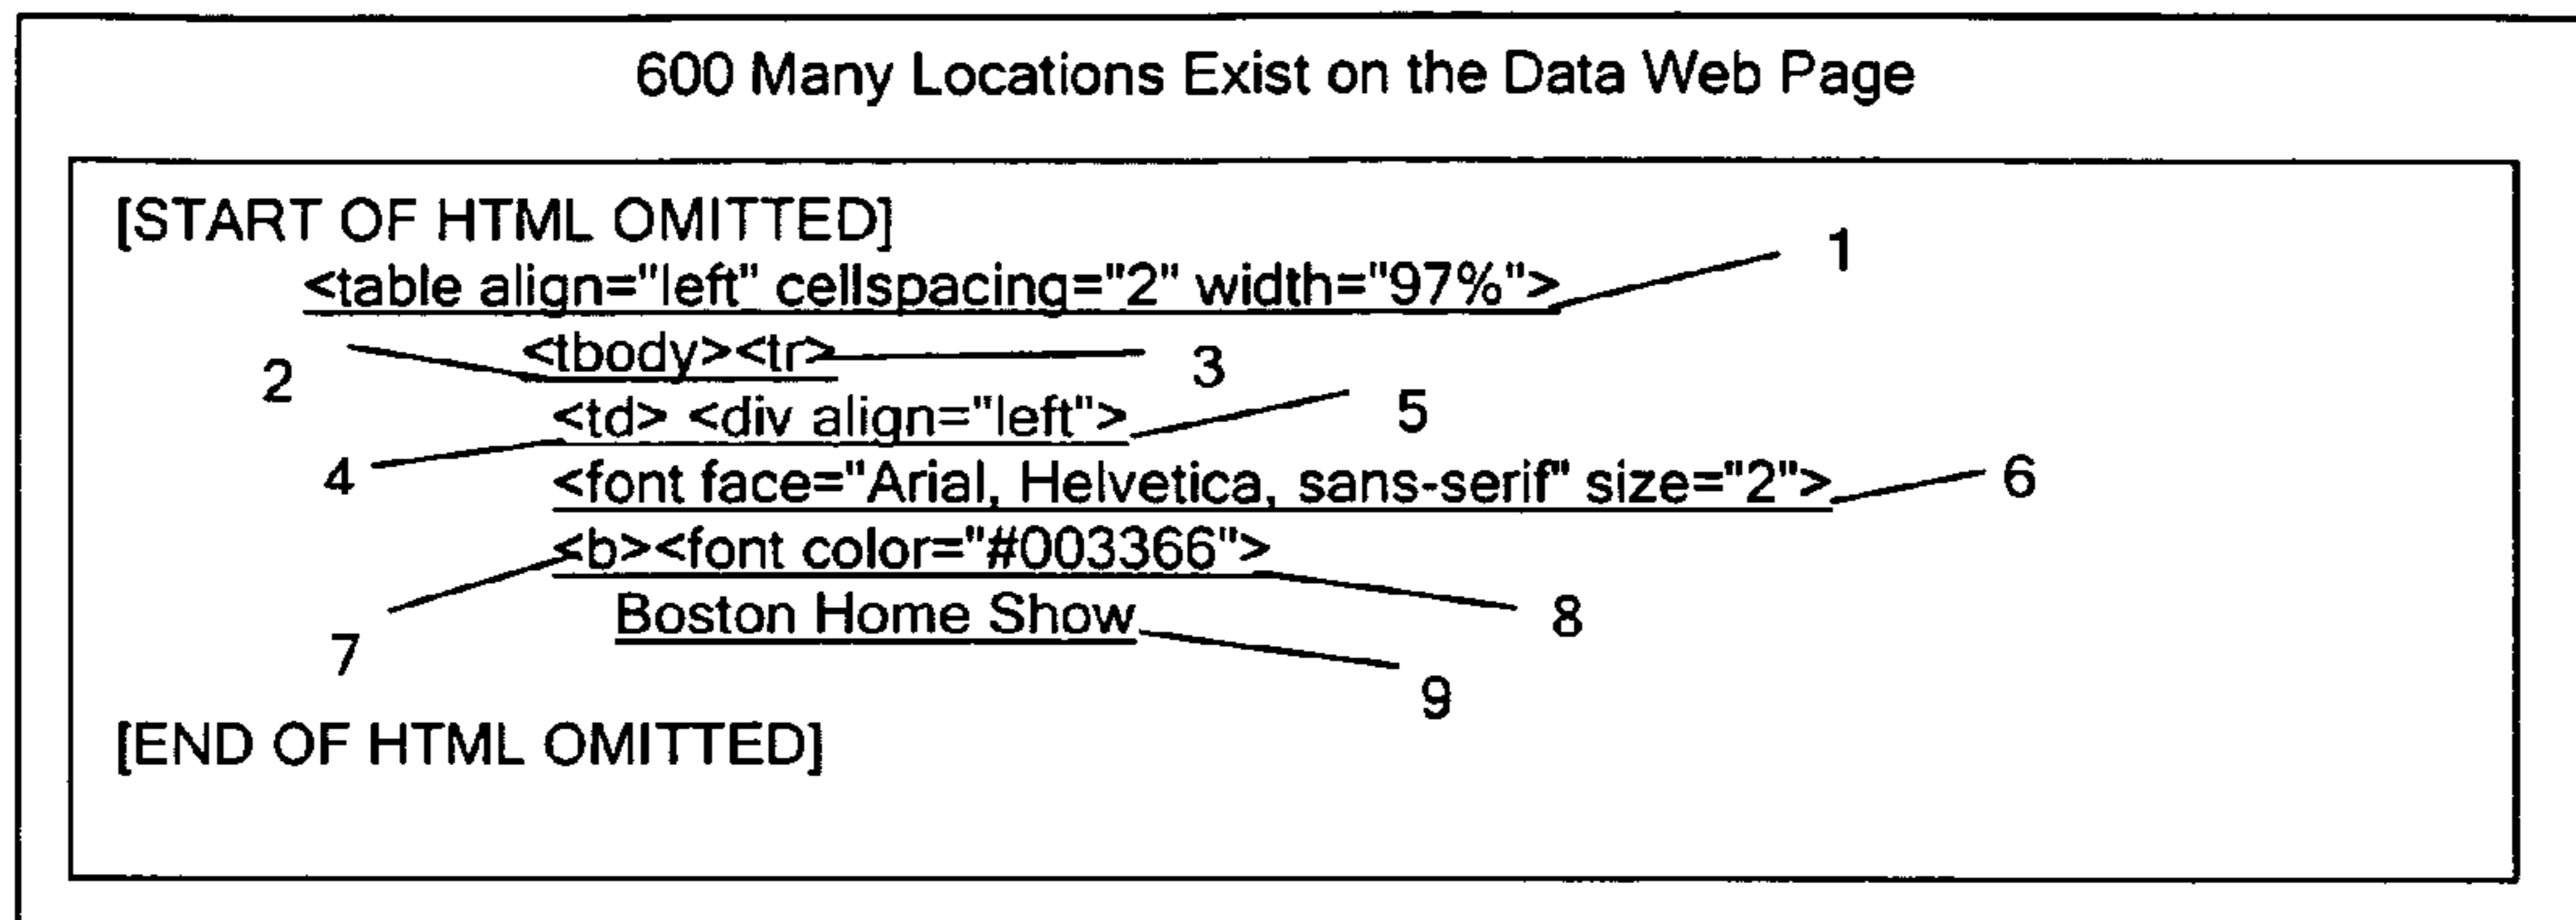 600 Many Locations Exist on the Data Web Page
[START OF HTML OMITTED]
1
<table align="left" cellspacing="2" width="97%">
2 <tbody><tr> 3
<td> <div align="left"> 5
4 <font face="Arial, Helvetica, sans-serif" size="2"> 6
<b><font color="#003366">
Boston Home Show 8
7
9
[END OF HTML OMITTED]